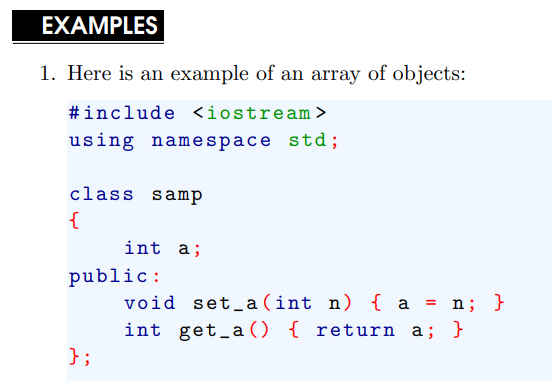 EXAMPLES
1. Here is an example of an array of objects:
#include <iostream>
using namespace std;
class samp
{
int a;
public:
void set_a(int n) { a = n; }
int get_a() { return a; }
};